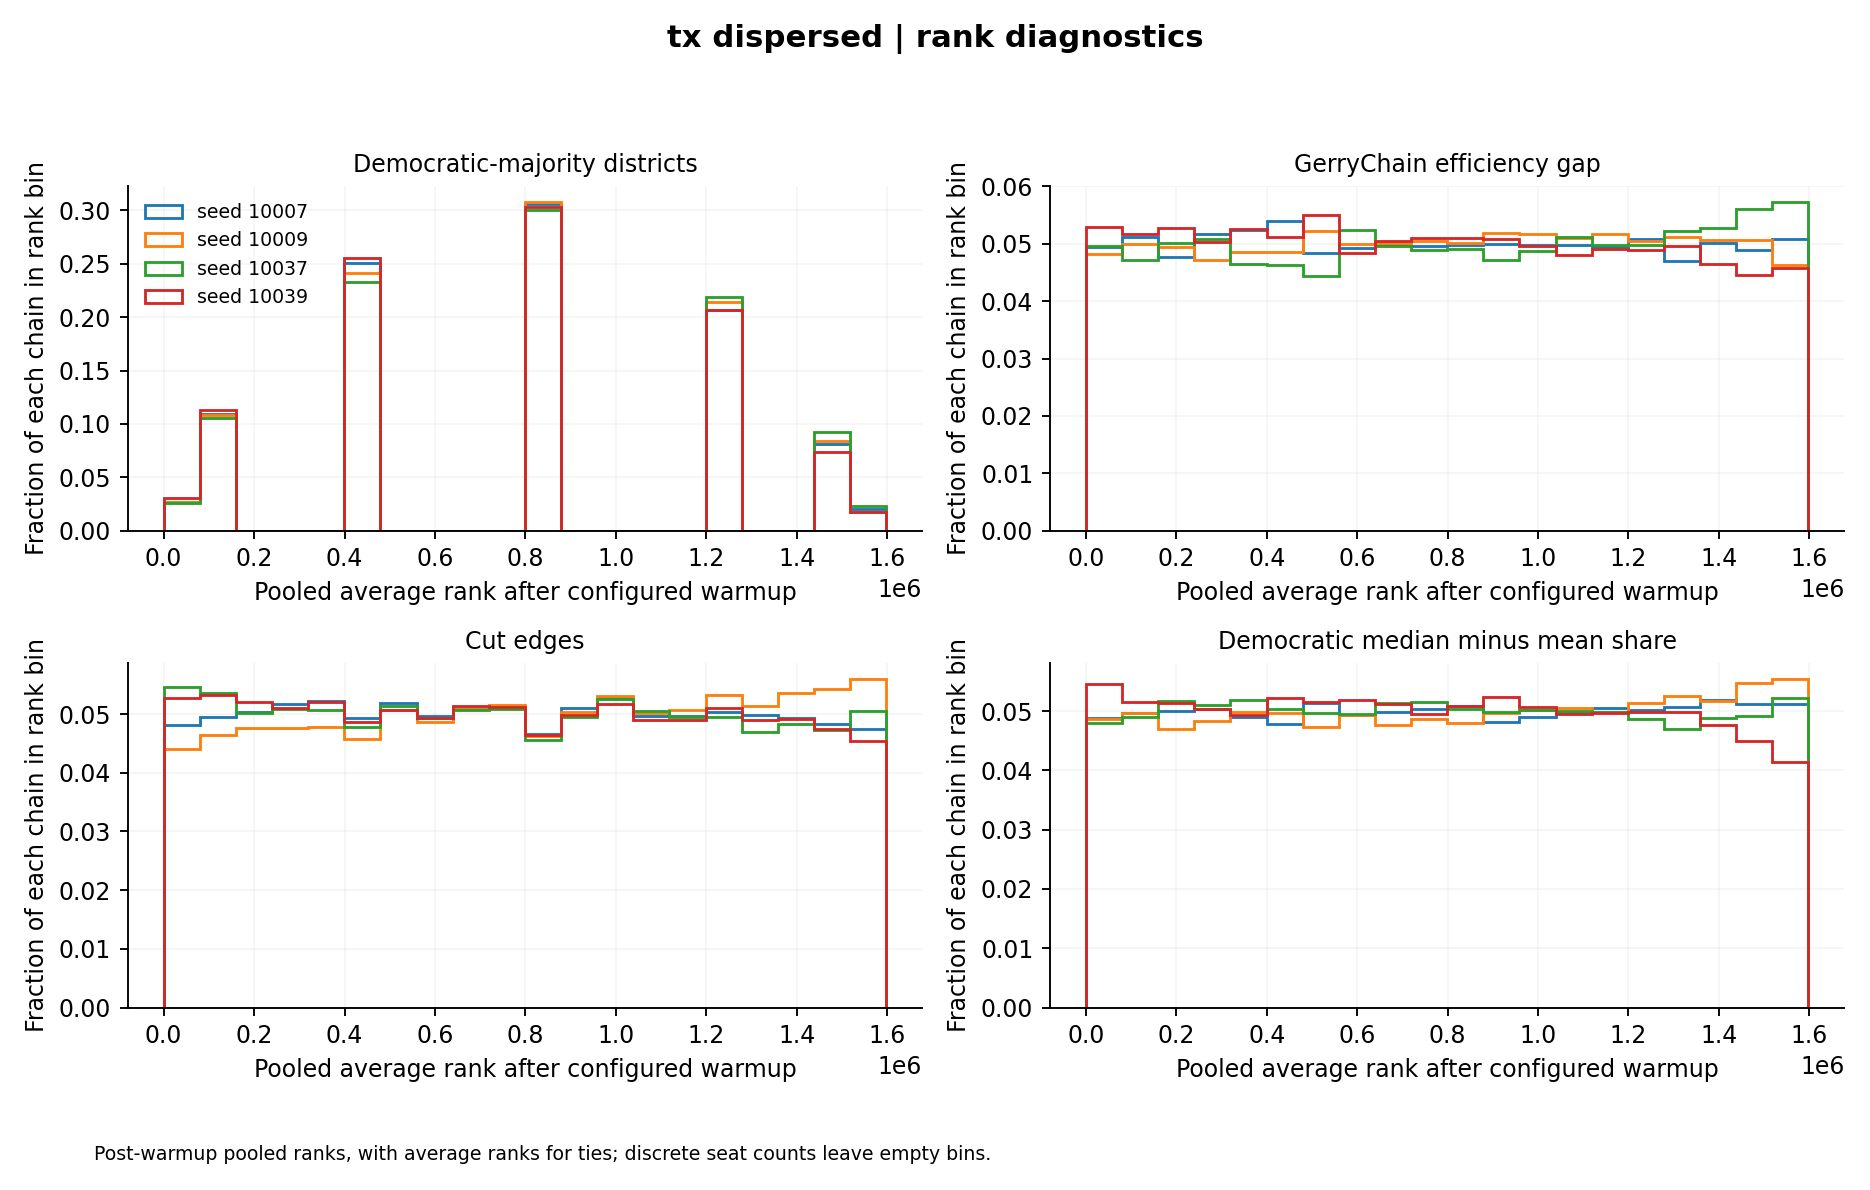 tx dispersed | rank diagnostics
Democratic-majority districts
Fraction of each chain in rank bin
0.30
0.25
0.20
0.15
0.10
0.05
0.00
seed 10007
seed 10009
seed 10037
seed 10039
0.0 0.2 0.4 0.6 0.8 1.0 1.2 1.4 1.6
1e6
Pooled average rank after configured warmup
GerryChain efficiency gap
Fraction of each chain in rank bin
0.06
0.05
0.04
0.03
0.02
0.01
0.00
0.0 0.2 0.4 0.6 0.8 1.0 1.2 1.4 1.6
1e6
Pooled average rank after configured warmup
Cut edges
Fraction of each chain in rank bin
0.05
0.04
0.03
0.02
0.01
0.00
0.0 0.2 0.4 0.6 0.8 1.0 1.2 1.4 1.6
1e6
Pooled average rank after configured warmup
Democratic median minus mean share
Fraction of each chain in rank bin
0.05
0.04
0.03
0.02
0.01
0.00
0.0 0.2 0.4 0.6 0.8 1.0 1.2 1.4 1.6
1e6
Pooled average rank after configured warmup
Post-warmup pooled ranks, with average ranks for ties; discrete seat counts leave empty bins.